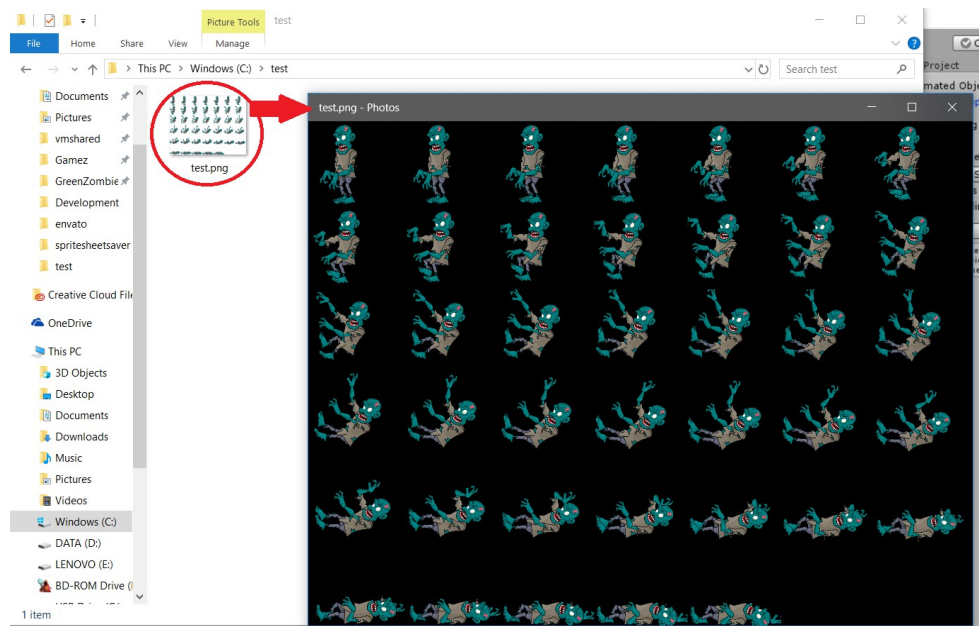 Picture Tools test
File Home Share View Manage
This PC > Windows (C:) > test
Search test
Documents
Pictures
vmshared
Gamez
GreenZombie
Development
envato
spritesheetsaver
test
Creative Cloud File
OneDrive
This PC
3D Objects
Desktop
Documents
Downloads
Music
Pictures
Videos
Windows (C:)
DATA (D:)
LENOVO (E:)
BD-ROM Drive (
1 item
test.png
test.png - Photos
Project
mated Obje